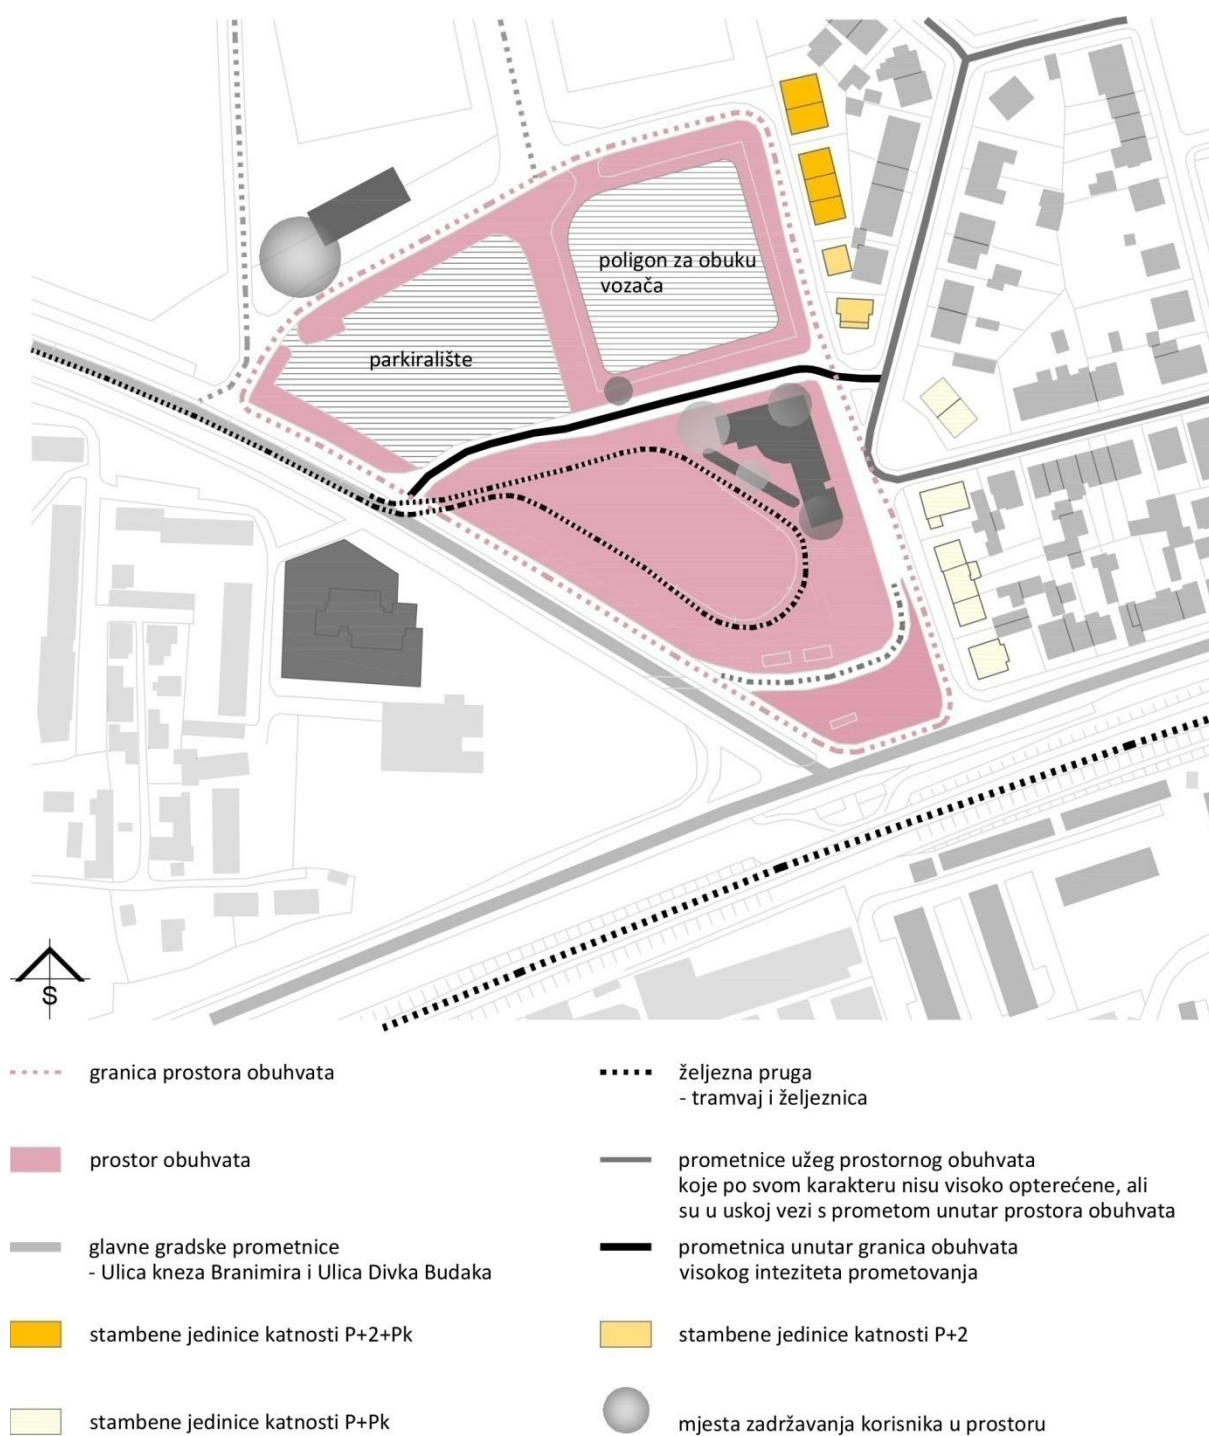 poligon za obuku
vozača
parkiralište
S
granica prostora obuhvata
željezna pruga
- tramvaj i željeznica
prostor obuhvata
prometnice užeg prostornog obuhvata
koje po svom karakteru nisu visoko opterećene, ali
su u uskoj vezi s prometom unutar prostora obuhvata
glavne gradske prometnice
- Ulica kneza Branimira i Ulica Divka Budaka
prometnica unutar granica obuhvata
visokog inteziteta prometovanja
stambene jedinice katnosti P+2+Pk
stambene jedinice katnosti P+2
stambene jedinice katnosti P+Pk
mjesta zadržavanja korisnika u prostoru